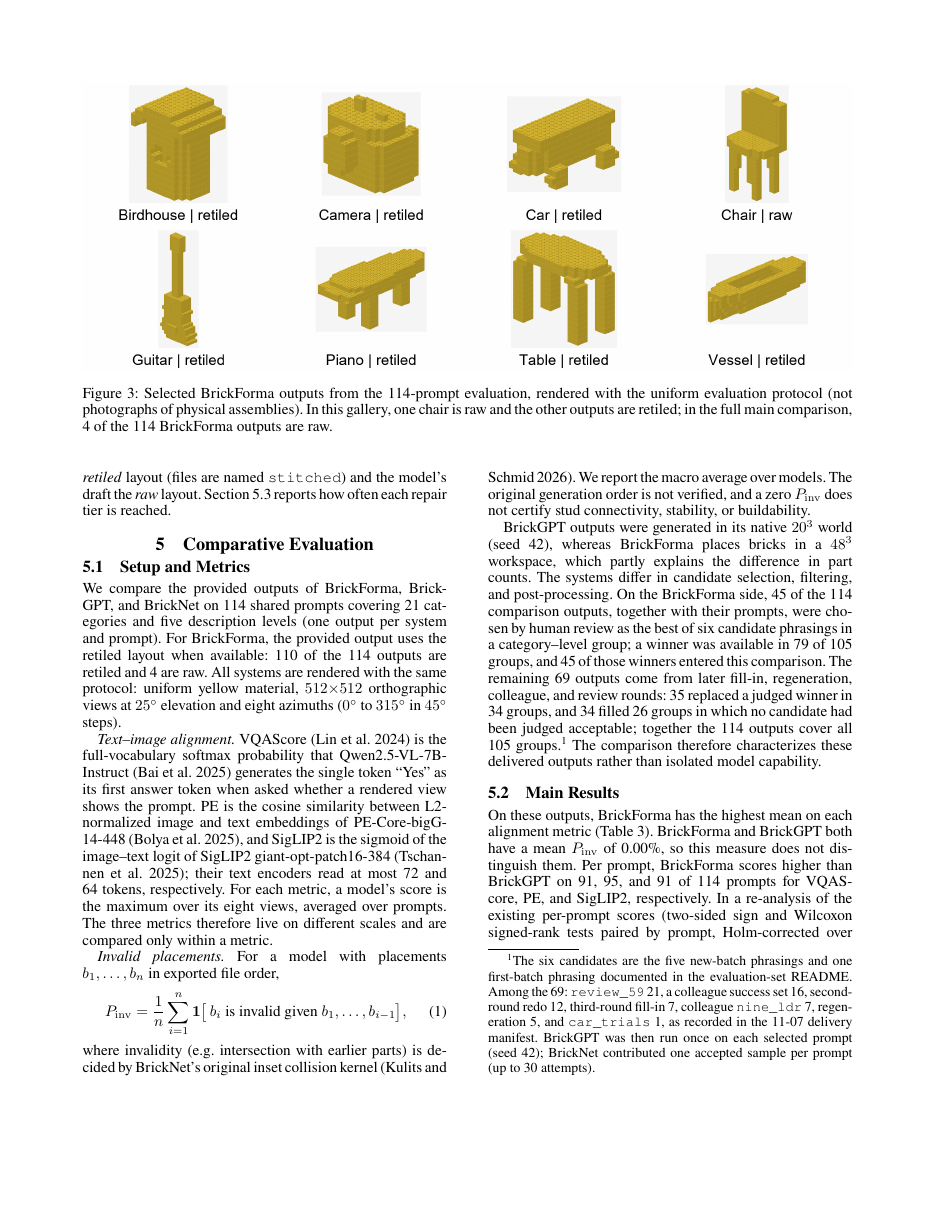 Birdhouse | retiled
Camera | retiled
Car | retiled
Chair | raw
Guitar | retiled
Piano | retiled
Table | retiled
Vessel | retiled
Figure 3: Selected BrickForma outputs from the 114-prompt evaluation, rendered with the uniform evaluation protocol (not
photographs of physical assemblies). In this gallery, one chair is raw and the other outputs are retiled; in the full main comparison,
4 of the 114 BrickForma outputs are raw.
retiled layout (files are named stitched) and the model's
draft the raw layout. Section 5.3 reports how often each repair
tier is reached.
5 Comparative Evaluation
5.1 Setup and Metrics
We compare the provided outputs of BrickForma, Brick-
GPT, and BrickNet on 114 shared prompts covering 21 cat-
egories and five description levels (one output per system
and prompt). For BrickForma, the provided output uses the
retiled layout when available: 110 of the 114 outputs are
retiled and 4 are raw. All systems are rendered with the same
protocol: uniform yellow material, 512×512 orthographic
views at 25° elevation and eight azimuths (0° to 315° in 45°
steps).
Text–image alignment. VQAScore (Lin et al. 2024) is the
full-vocabulary softmax probability that Qwen2.5-VL-7B-
Instruct (Bai et al. 2025) generates the single token “Yes” as
its first answer token when asked whether a rendered view
shows the prompt. PE is the cosine similarity between L2-
normalized image and text embeddings of PE-Core-bigG-
14-448 (Bolya et al. 2025), and SigLIP2 is the sigmoid of the
image–text logit of SigLIP2 giant-opt-patch16-384 (Tschan-
nen et al. 2025); their text encoders read at most 72 and
64 tokens, respectively. For each metric, a model's score is
the maximum over its eight views, averaged over prompts.
The three metrics therefore live on different scales and are
compared only within a metric.
Invalid placements. For a model with placements
b₁, . . . , bₙ in exported file order,
P_inv = 1/n ∑_{i=1}^{n} 1[ bᵢ is invalid given b₁, . . . , bᵢ₋₁ ], (1)
where invalidity (e.g. intersection with earlier parts) is de-
cided by BrickNet's original inset collision kernel (Kulits and
Schmid 2026). We report the macro average over models. The
original generation order is not verified, and a zero P_inv does
not certify stud connectivity, stability, or buildability.
BrickGPT outputs were generated in its native 20³ world
(seed 42), whereas BrickForma places bricks in a 48³
workspace, which partly explains the difference in part
counts. The systems differ in candidate selection, filtering,
and post-processing. On the BrickForma side, 45 of the 114
comparison outputs, together with their prompts, were cho-
sen by human review as the best of six candidate phrasings in
a category–level group; a winner was available in 79 of 105
groups, and 45 of those winners entered this comparison. The
remaining 69 outputs come from later fill-in, regeneration,
colleague, and review rounds: 35 replaced a judged winner in
34 groups, and 34 filled 26 groups in which no candidate had
been judged acceptable; together the 114 outputs cover all
105 groups.¹ The comparison therefore characterizes these
delivered outputs rather than isolated model capability.
5.2 Main Results
On these outputs, BrickForma has the highest mean on each
alignment metric (Table 3). BrickForma and BrickGPT both
have a mean P_inv of 0.00%, so this measure does not dis-
tinguish them. Per prompt, BrickForma scores higher than
BrickGPT on 91, 95, and 91 of 114 prompts for VQAS-
core, PE, and SigLIP2, respectively. In a re-analysis of the
existing per-prompt scores (two-sided sign and Wilcoxon
signed-rank tests paired by prompt, Holm-corrected over
¹The six candidates are the five new-batch phrasings and one
first-batch phrasing documented in the evaluation-set README.
Among the 69: review_59 21, a colleague success set 16, second-
round redo 12, third-round fill-in 7, colleague nine_ldr 7, regen-
eration 5, and car_trials 1, as recorded in the 11-07 delivery
manifest. BrickGPT was then run once on each selected prompt
(seed 42); BrickNet contributed one accepted sample per prompt
(up to 30 attempts).